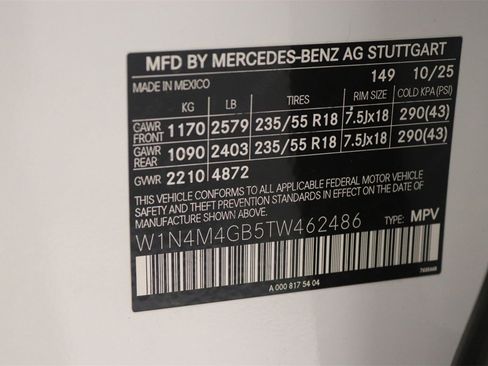 MFD BY MERCEDES-BENZ AG STUTTGART
MADE IN MEXICO 149 10/25
KG LB TIRES RIM SIZE COLD KPA (PSI)
GAWR FRONT 1170 2579 235/55 R18 7.5Jx18 290(43)
GAWR REAR 1090 2403 235/55 R18 7.5Jx18 290(43)
GVWR 2210 4872
THIS VEHICLE CONFORMS TO ALL APPLICABLE FEDERAL MOTOR VEHICLE
SAFETY AND THEFT PREVENTION STANDARDS IN EFFECT ON THE DATE OF
MANUFACTURE SHOWN ABOVE.
W1N4M4GB5TW462486 TYPE: MPV
A 000 817 54 04